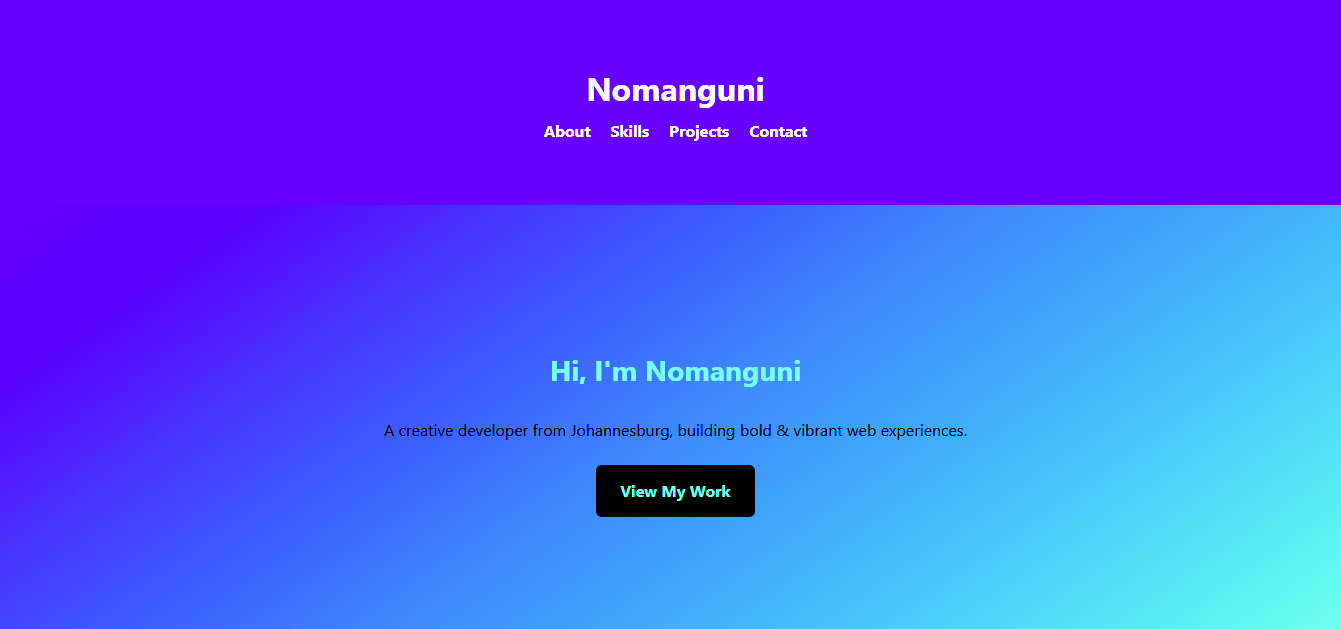 Nomanguni
About Skills Projects Contact
Hi, I'm Nomanguni
A creative developer from Johannesburg, building bold & vibrant web experiences.
View My Work